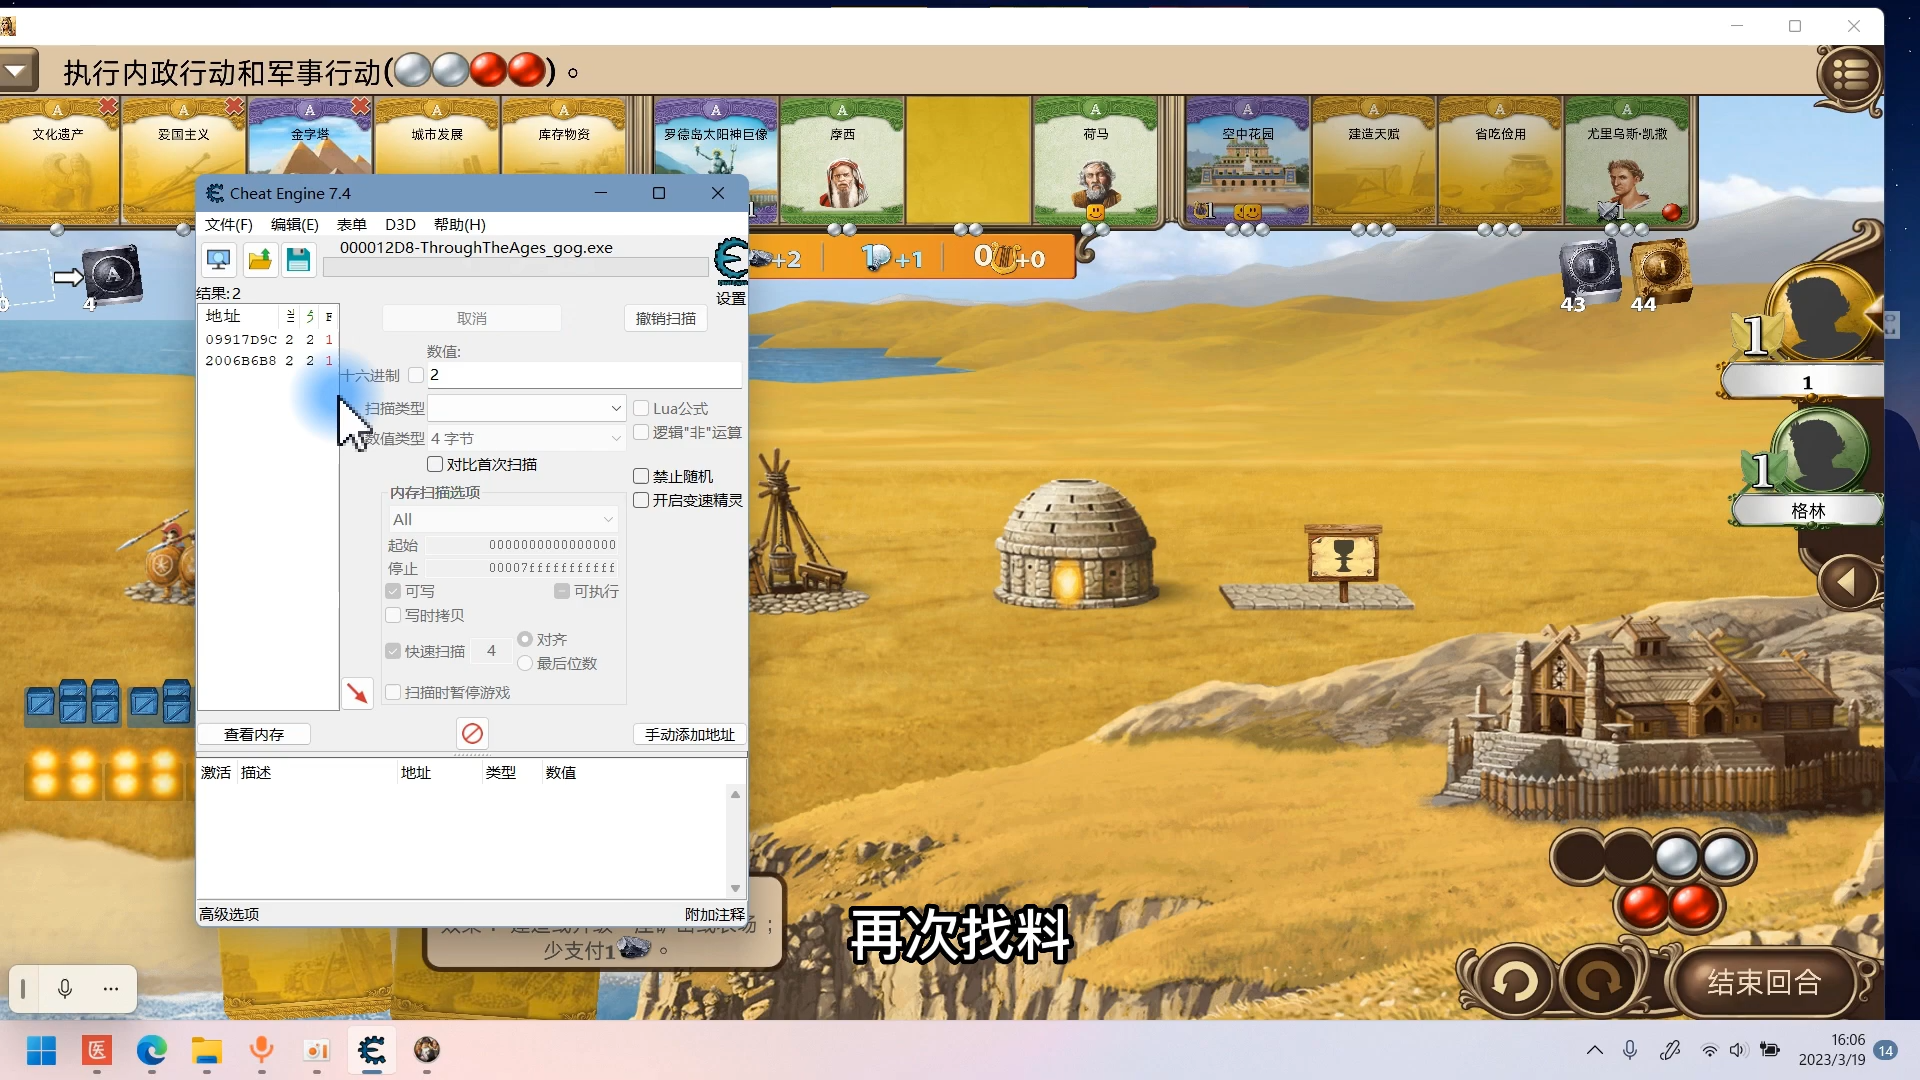 执行内政行动和军事行动( )。
A A A A A A A A A A A A
文化遗产 爱国主义 金字塔 城市发展 库存物资 罗德岛太阳神巨像 摩西 荷马 空中花园 建造天赋 省吃俭用 尤里乌斯·凯撒
1 1 1
A
4
+2 +1 0 +0
I I
43 44
1
1
1
格林
Cheat Engine 7.4
文件(F) 编辑(E) 表单 D3D 帮助(H)
000012D8-ThroughTheAges_gog.exe
结果:2
设置
地址
09917D9C 2 2 1
2006B6B8 2 2 1
取消 撤销扫描
数值:
十六进制 2
扫描类型 Lua公式
逻辑"非"运算
数值类型 4 字节
对比首次扫描
禁止随机
开启变速精灵
内存扫描选项
All
起始 0000000000000000
停止 00007fffffffffff
可写 可执行
写时拷贝
快速扫描 4 对齐
最后位数
扫描时暂停游戏
查看内存 手动添加地址
激活 描述 地址 类型 数值
高级选项 附加注释
少支付1 。
再次找料
结束回合
医
16:06
2023/3/19
14